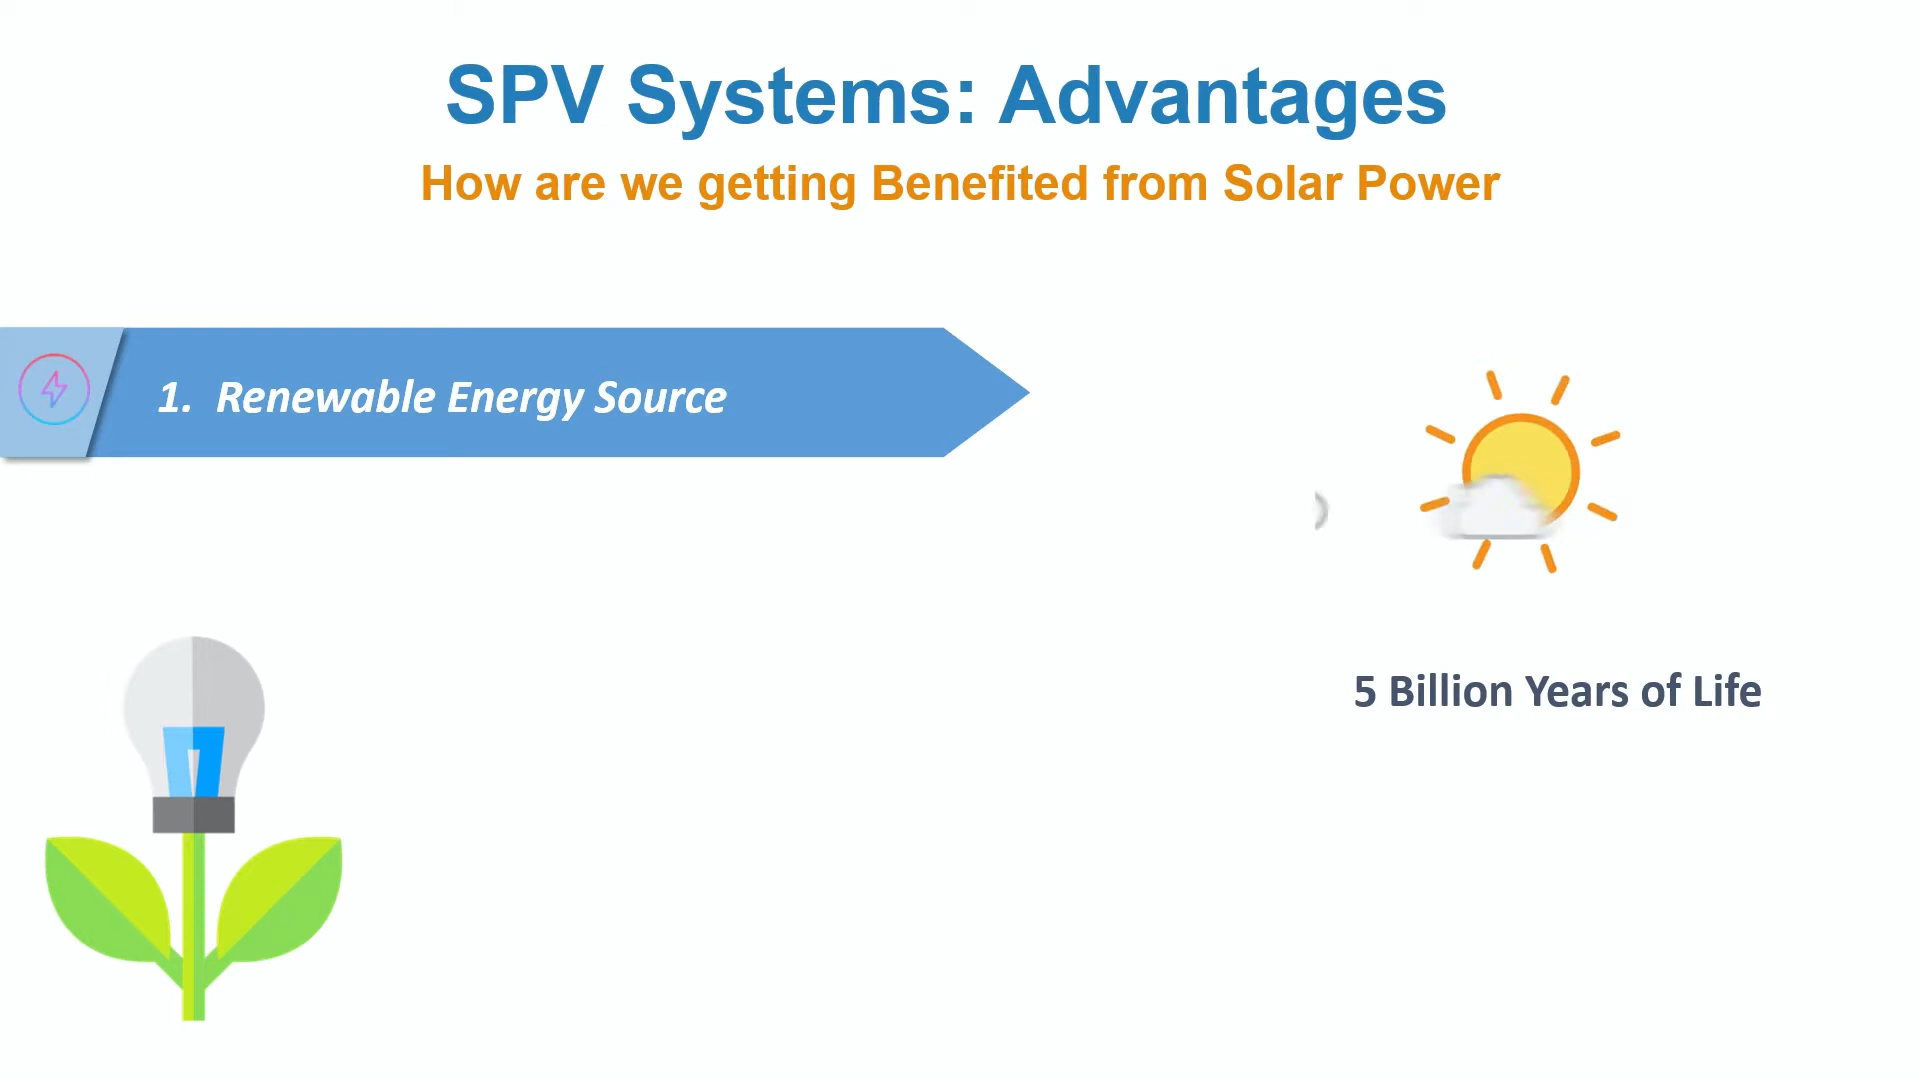 SPV Systems: Advantages
How are we getting Benefited from Solar Power
1. Renewable Energy Source
5 Billion Years of Life